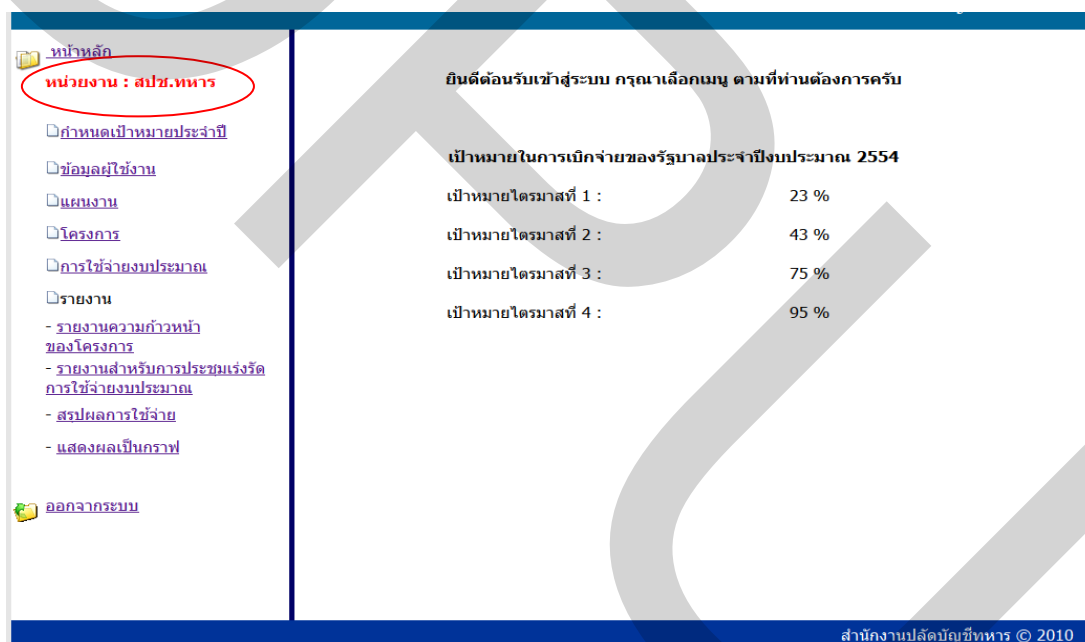 หน้าหลัก
หน่วยงาน : สปช.ทหาร
กำหนดเป้าหมายประจำปี
ข้อมูลผู้ใช้งาน
แผนงาน
โครงการ
การใช้จ่ายงบประมาณ
รายงาน
- รายงานความก้าวหน้า
ของโครงการ
- รายงานสำหรับการประชุมเร่งรัด
การใช้จ่ายงบประมาณ
- สรุปผลการใช้จ่าย
- แสดงผลเป็นกราฟ
ออกจากระบบ
ยินดีต้อนรับเข้าสู่ระบบ กรุณาเลือกเมนู ตามที่ท่านต้องการครับ
เป้าหมายในการเบิกจ่ายของรัฐบาลประจำปีงบประมาณ 2554
เป้าหมายไตรมาสที่ 1 : 23 %
เป้าหมายไตรมาสที่ 2 : 43 %
เป้าหมายไตรมาสที่ 3 : 75 %
เป้าหมายไตรมาสที่ 4 : 95 %
สำนักงานปลัดบัญชีทหาร © 2010